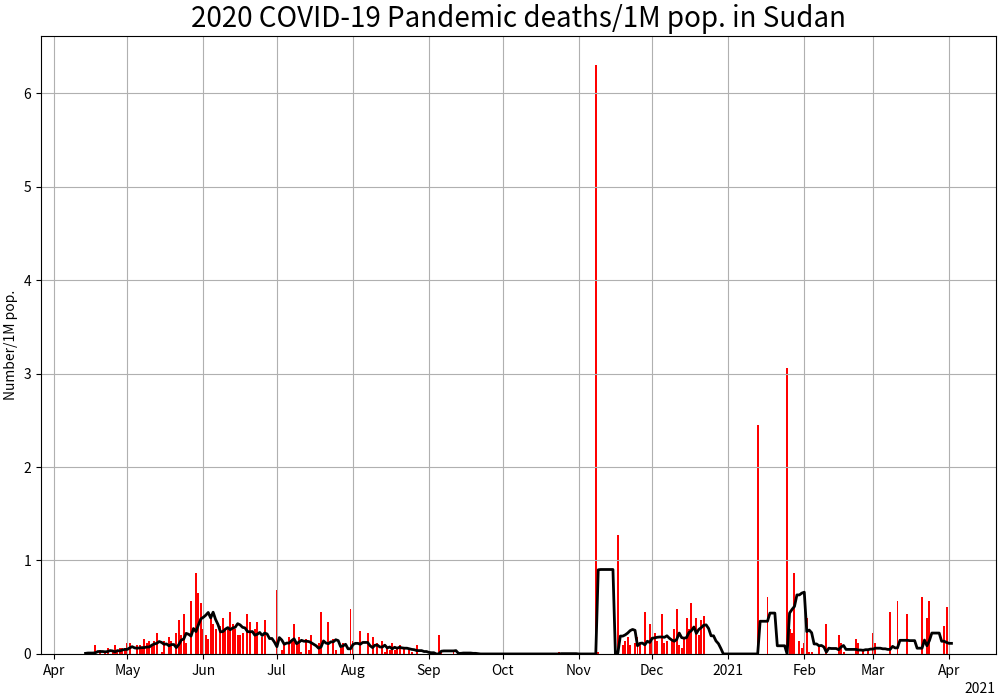 2020 COVID-19 Pandemic deaths/1M pop. in Sudan
Number/1M pop.
6
5
4
3
2
1
0
Apr May Jun Jul Aug Sep Oct Nov Dec 2021 Feb Mar Apr
2021